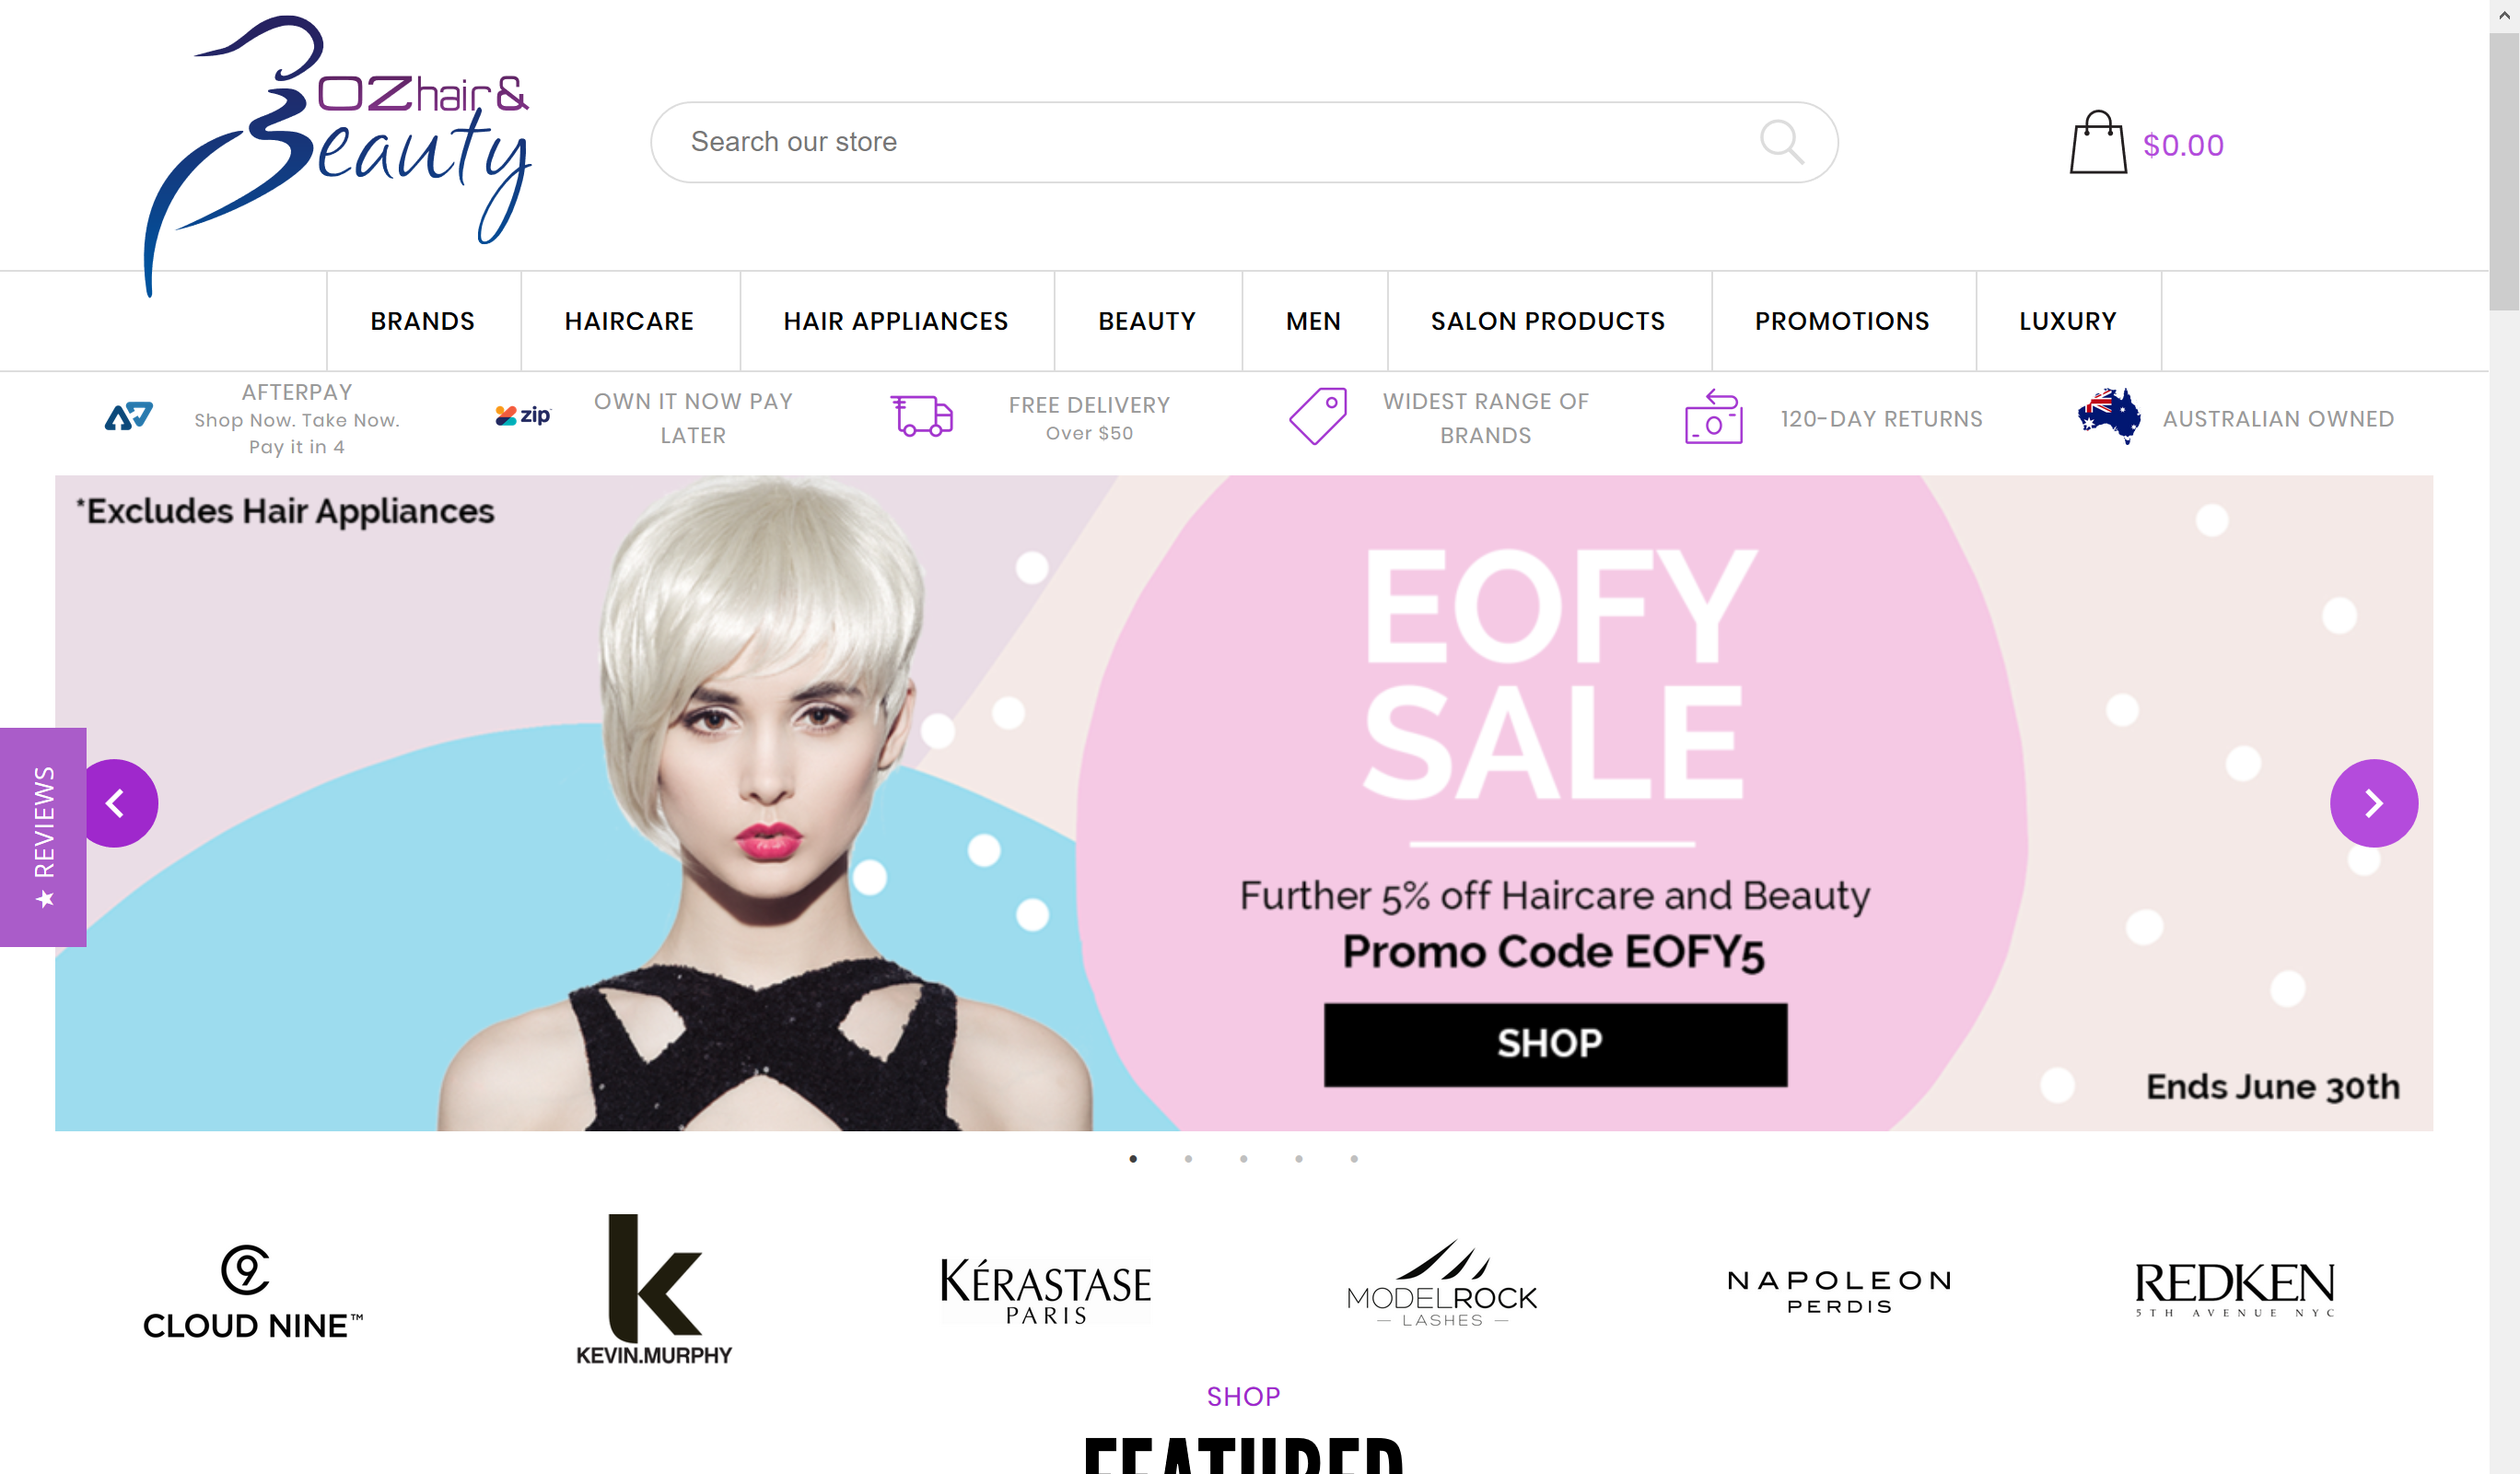 OZ hair &
Beauty
Search our store
$0.00
BRANDS
HAIRCARE
HAIR APPLIANCES
BEAUTY
MEN
SALON PRODUCTS
PROMOTIONS
LUXURY
AFTERPAY
Shop Now. Take Now.
Pay it in 4
zip
OWN IT NOW PAY
LATER
FREE DELIVERY
Over $50
WIDEST RANGE OF
BRANDS
120-DAY RETURNS
AUSTRALIAN OWNED
*Excludes Hair Appliances
EOFY
SALE
Further 5% off Haircare and Beauty
Promo Code EOFY5
SHOP
Ends June 30th
★ REVIEWS
C9
CLOUD NINE™
k
KEVIN.MURPHY
KÉRASTASE
PARIS
MODELROCK
— LASHES —
NAPOLEON
PERDIS
REDKEN
5TH AVENUE NYC
SHOP
FEATURED